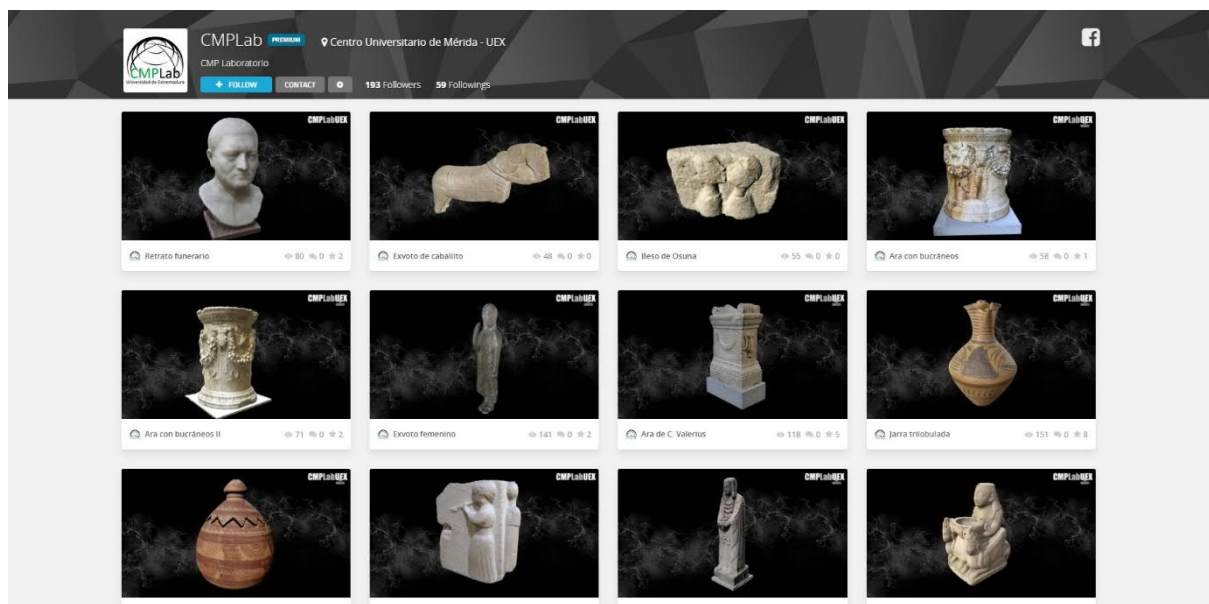 CMPLab PREMIUM Centro Universitario de Mérida - UEX
CMP Laboratorio
+ FOLLOW CONTACT 193 Followers 59 Followings
CMPLab
Universidad de Extremadura
CMPLabUEX CMPLabUEX CMPLabUEX CMPLabUEX
Retrato funerario 80 0 2 Exvoto de caballito 48 0 0 Beso de Osuna 55 0 0 Ara con bucráneos 58 0 1
CMPLabUEX CMPLabUEX CMPLabUEX CMPLabUEX
Ara con bucráneos II 71 0 2 Exvoto femenino 141 0 2 Ara de C. Valerius 118 0 5 Jarra trilobulada 151 0 8
CMPLabUEX CMPLabUEX CMPLabUEX CMPLabUEX